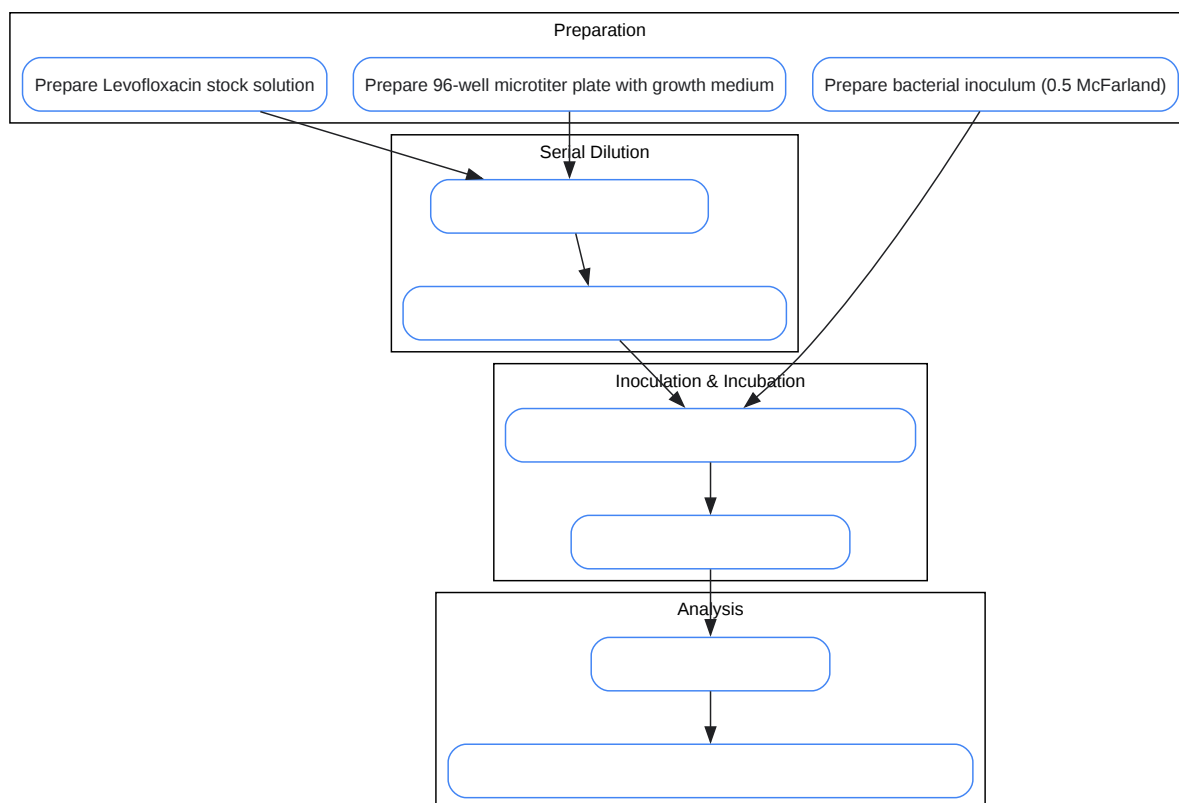 Preparation
Prepare Levofloxacin stock solution
Prepare 96-well microtiter plate with growth medium
Prepare bacterial inoculum (0.5 McFarland)
Serial Dilution
Inoculation & Incubation
Analysis